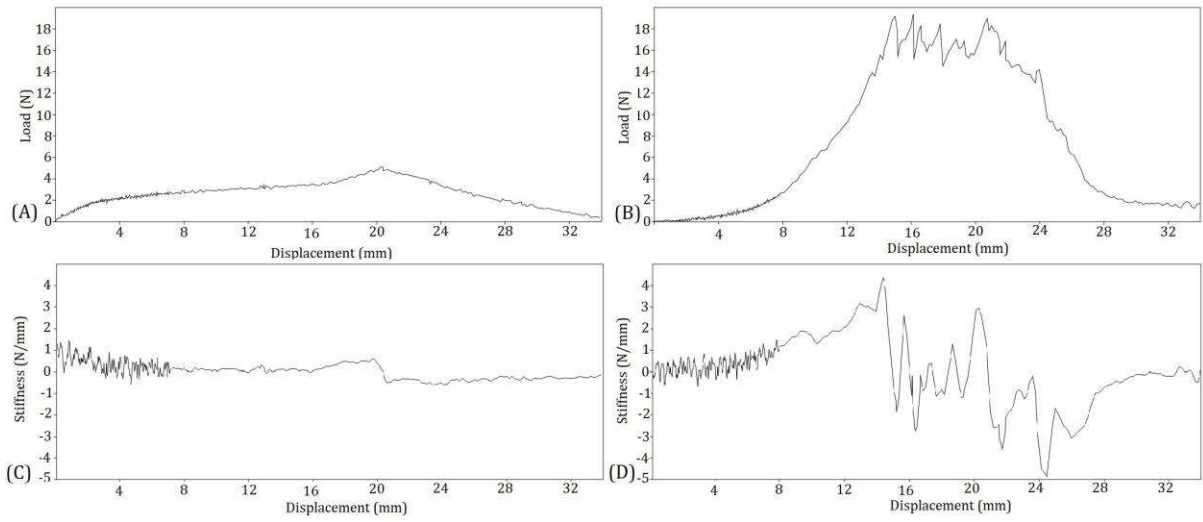 18
16
14
12
10
8
6
4
2
0
Load (N)
(A)
4 8 12 16 20 24 28 32
Displacement (mm)
18
16
14
12
10
8
6
4
2
0
Load (N)
(B)
4 8 12 16 20 24 28 32
Displacement (mm)
4
3
2
1
0
-1
-2
-3
-4
-5
Stiffness (N/mm)
(C)
4 8 12 16 20 24 28 32
Displacement (mm)
4
3
2
1
0
-1
-2
-3
-4
-5
Stiffness (N/mm)
(D)
4 8 12 16 20 24 28 32
Displacement (mm)